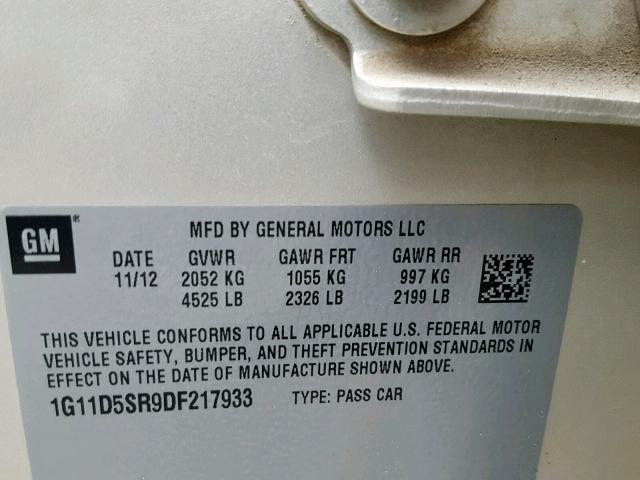 GM®
MFD BY GENERAL MOTORS LLC
DATE GVWR GAWR FRT GAWR RR
11/12 2052 KG 1055 KG 997 KG
4525 LB 2326 LB 2199 LB
THIS VEHICLE CONFORMS TO ALL APPLICABLE U.S. FEDERAL MOTOR
VEHICLE SAFETY, BUMPER, AND THEFT PREVENTION STANDARDS IN
EFFECT ON THE DATE OF MANUFACTURE SHOWN ABOVE.
1G11D5SR9DF217933 TYPE: PASS CAR